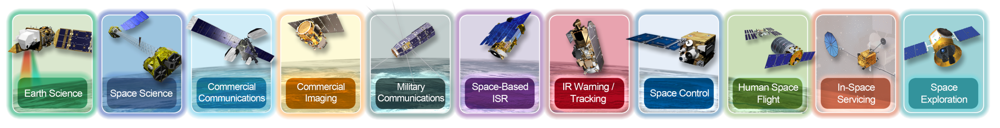 Earth Science
Space Science
Commercial
Communications
Commercial
Imaging
Military
Communications
Space-Based
ISR
IR Warning /
Tracking
Space Control
Human Space
Flight
In-Space
Servicing
Space
Exploration